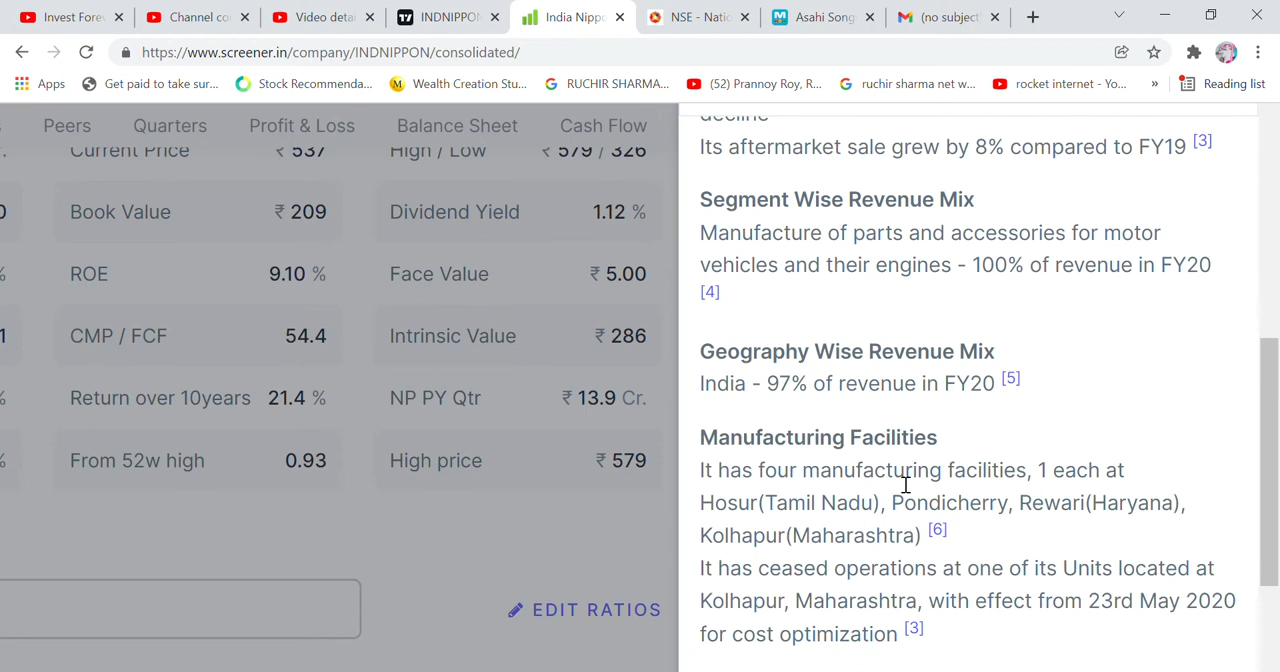 Invest Forev
Channel co
Video detai
INDNIPPON
India Nippo
NSE - Natio
Asahi Song
(no subject
https://www.screener.in/company/INDNIPPON/consolidated/
Apps
Get paid to take sur...
Stock Recommenda...
Wealth Creation Stu...
RUCHIR SHARMA...
(52) Prannoy Roy, R...
ruchir sharma net w...
rocket internet - Yo...
»
Reading list
Peers Quarters Profit & Loss Balance Sheet Cash Flow
Current Price ₹ 537 High / Low ₹ 579 / 326
Book Value ₹ 209 Dividend Yield 1.12 %
ROE 9.10 % Face Value ₹ 5.00
CMP / FCF 54.4 Intrinsic Value ₹ 286
Return over 10years 21.4 % NP PY Qtr ₹ 13.9 Cr.
From 52w high 0.93 High price ₹ 579
EDIT RATIOS
decline
Its aftermarket sale grew by 8% compared to FY19 [3]
Segment Wise Revenue Mix
Manufacture of parts and accessories for motor
vehicles and their engines - 100% of revenue in FY20
[4]
Geography Wise Revenue Mix
India - 97% of revenue in FY20 [5]
Manufacturing Facilities
It has four manufacturing facilities, 1 each at
Hosur(Tamil Nadu), Pondicherry, Rewari(Haryana),
Kolhapur(Maharashtra) [6]
It has ceased operations at one of its Units located at
Kolhapur, Maharashtra, with effect from 23rd May 2020
for cost optimization [3]